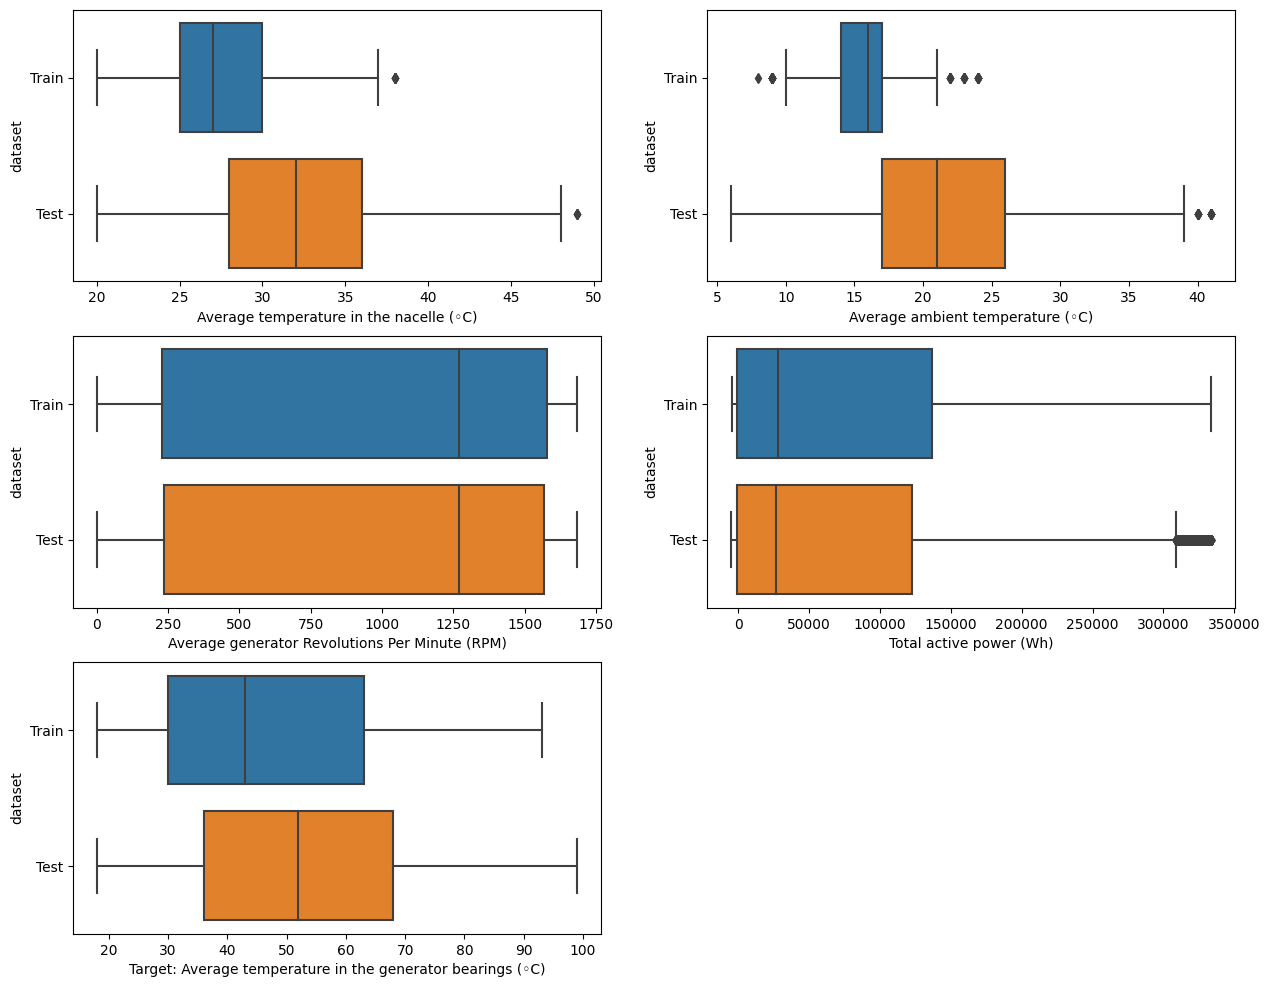 dataset
Train
Test
20 25 30 35 40 45 50
Average temperature in the nacelle (◦C)
dataset
Train
Test
5 10 15 20 25 30 35 40
Average ambient temperature (◦C)
dataset
Train
Test
0 250 500 750 1000 1250 1500 1750
Average generator Revolutions Per Minute (RPM)
dataset
Train
Test
0 50000 100000 150000 200000 250000 300000 350000
Total active power (Wh)
dataset
Train
Test
20 30 40 50 60 70 80 90 100
Target: Average temperature in the generator bearings (◦C)